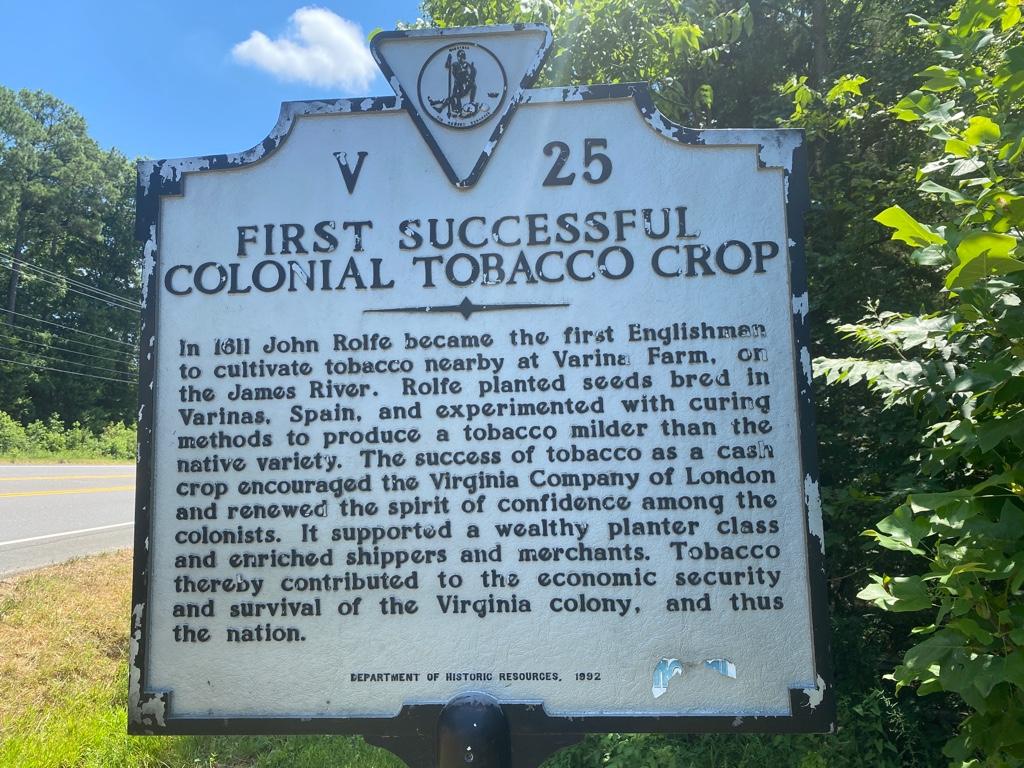 V 25
FIRST SUCCESSFUL
COLONIAL TOBACCO CROP
In 1611 John Rolfe became the first Englishman
to cultivate tobacco nearby at Varina Farm, on
the James River. Rolfe planted seeds bred in
Varinas, Spain, and experimented with curing
methods to produce a tobacco milder than the
native variety. The success of tobacco as a cash
crop encouraged the Virginia Company of London
and renewed the spirit of confidence among the
colonists. It supported a wealthy planter class
and enriched shippers and merchants. Tobacco
thereby contributed to the economic security
and survival of the Virginia colony, and thus
the nation.
DEPARTMENT OF HISTORIC RESOURCES, 1992